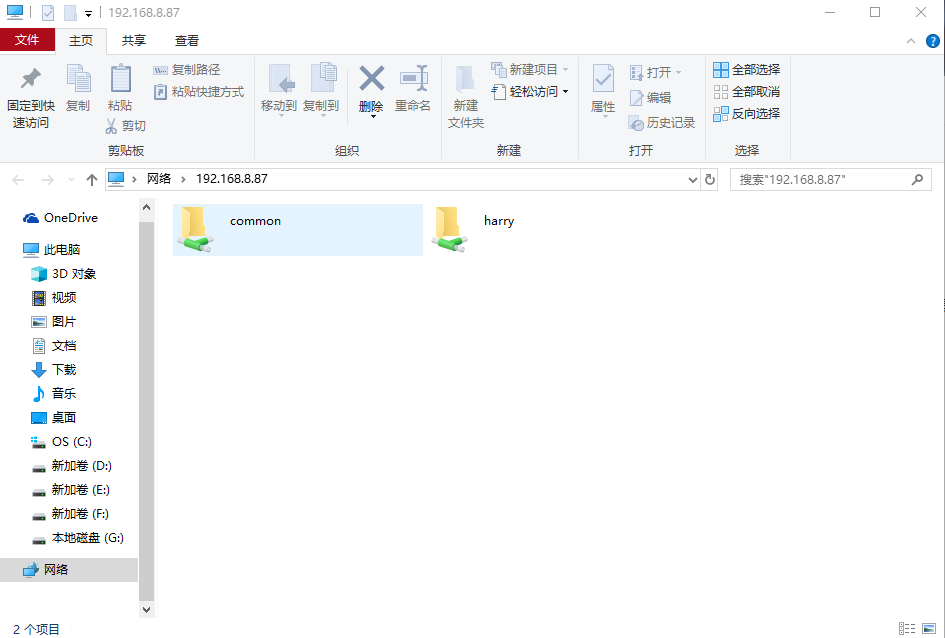 192.168.8.87
文件 主页 共享 查看
固定到快速访问
复制
粘贴
复制路径
粘贴快捷方式
剪切
剪贴板
移动到
复制到
删除
重命名
组织
新建文件夹
新建项目
轻松访问
新建
属性
打开
编辑
历史记录
打开
全部选择
全部取消
反向选择
选择
网络 › 192.168.8.87
搜索"192.168.8.87"
OneDrive
此电脑
3D 对象
视频
图片
文档
下载
音乐
桌面
OS (C:)
新加卷 (D:)
新加卷 (E:)
新加卷 (F:)
本地磁盘 (G:)
网络
common
harry
2 个项目